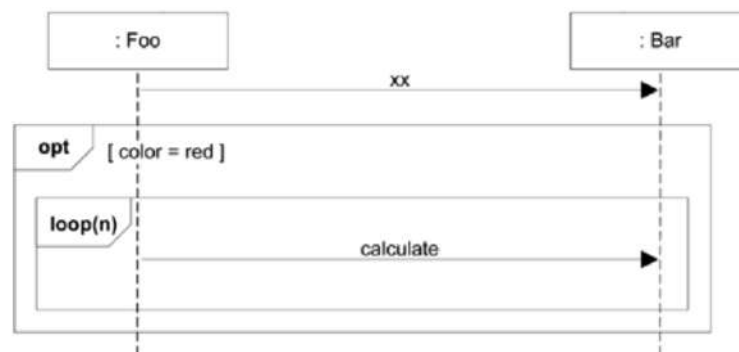 : Foo
: Bar
xx
opt
[ color = red ]
loop(n)
calculate